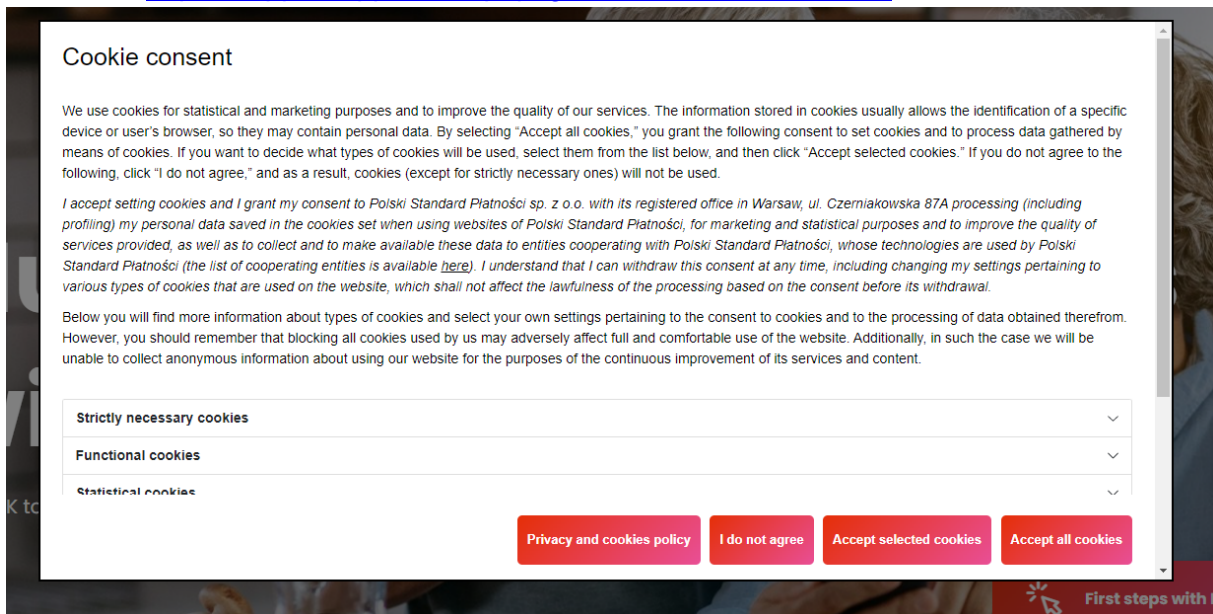 Cookie consent
We use cookies for statistical and marketing purposes and to improve the quality of our services. The information stored in cookies usually allows the identification of a specific
device or user's browser, so they may contain personal data. By selecting “Accept all cookies,” you grant the following consent to set cookies and to process data gathered by
means of cookies. If you want to decide what types of cookies will be used, select them from the list below, and then click “Accept selected cookies.” If you do not agree to the
following, click “I do not agree,” and as a result, cookies (except for strictly necessary ones) will not be used.
I accept setting cookies and I grant my consent to Polski Standard Płatności sp. z o.o. with its registered office in Warsaw, ul. Czerniakowska 87A processing (including
profiling) my personal data saved in the cookies set when using websites of Polski Standard Płatności, for marketing and statistical purposes and to improve the quality of
services provided, as well as to collect and to make available these data to entities cooperating with Polski Standard Płatności, whose technologies are used by Polski
Standard Płatności (the list of cooperating entities is available here). I understand that I can withdraw this consent at any time, including changing my settings pertaining to
various types of cookies that are used on the website, which shall not affect the lawfulness of the processing based on the consent before its withdrawal.
Below you will find more information about types of cookies and select your own settings pertaining to the consent to cookies and to the processing of data obtained therefrom.
However, you should remember that blocking all cookies used by us may adversely affect full and comfortable use of the website. Additionally, in such the case we will be
unable to collect anonymous information about using our website for the purposes of the continuous improvement of its services and content.
Strictly necessary cookies
Functional cookies
Statistical cookies
K to
Privacy and cookies policy
I do not agree
Accept selected cookies
Accept all cookies
First steps with